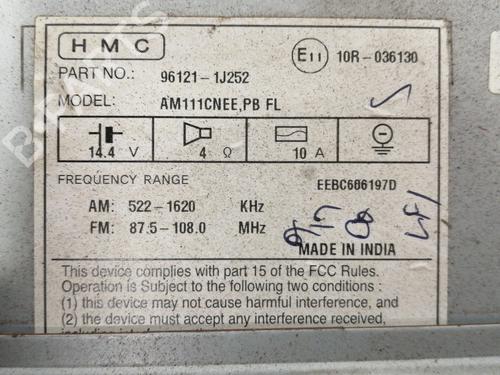 HMC
E11 10R-036130
PART NO.: 96121-1J252
MODEL: AM111CNEE,PB FL
14.4 V 4 Ω 10 A
FREQUENCY RANGE EEBC606197D
AM: 522-1620 KHz
FM: 87.5-108.0 MHz
MADE IN INDIA
This device complies with part 15 of the FCC Rules.
Operation is Subject to the following two conditions :
(1) this device may not cause harmful interference, and
(2) the device must accept any interference received,